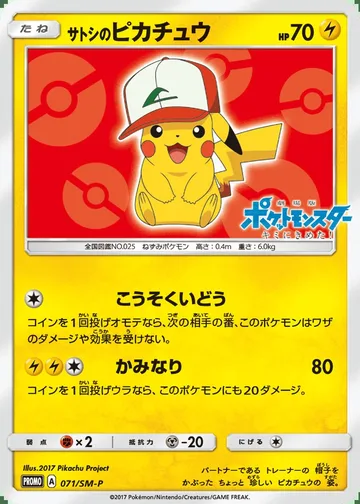 たね サトシのピカチュウ HP70
ポケットモンスター
キミにきめた!
全国図鑑NO.025 ねずみポケモン 高さ:0.4m 重さ:6.0kg
こうそくいどう
コインを1回投げオモテなら、次の相手の番、このポケモンはワザ
のダメージや効果を受けない。
かみなり 80
コインを1回投げウラなら、このポケモンにも20ダメージ。
弱点 ×2 抵抗力 -20 にげる
Illus.2017 Pikachu Project
PROMO A 071/SM-P
パートナーである トレーナーの 帽子を
かぶった ちょっと 珍しい ピカチュウの 姿。
©2017 Pokémon/Nintendo/Creatures/GAME FREAK.